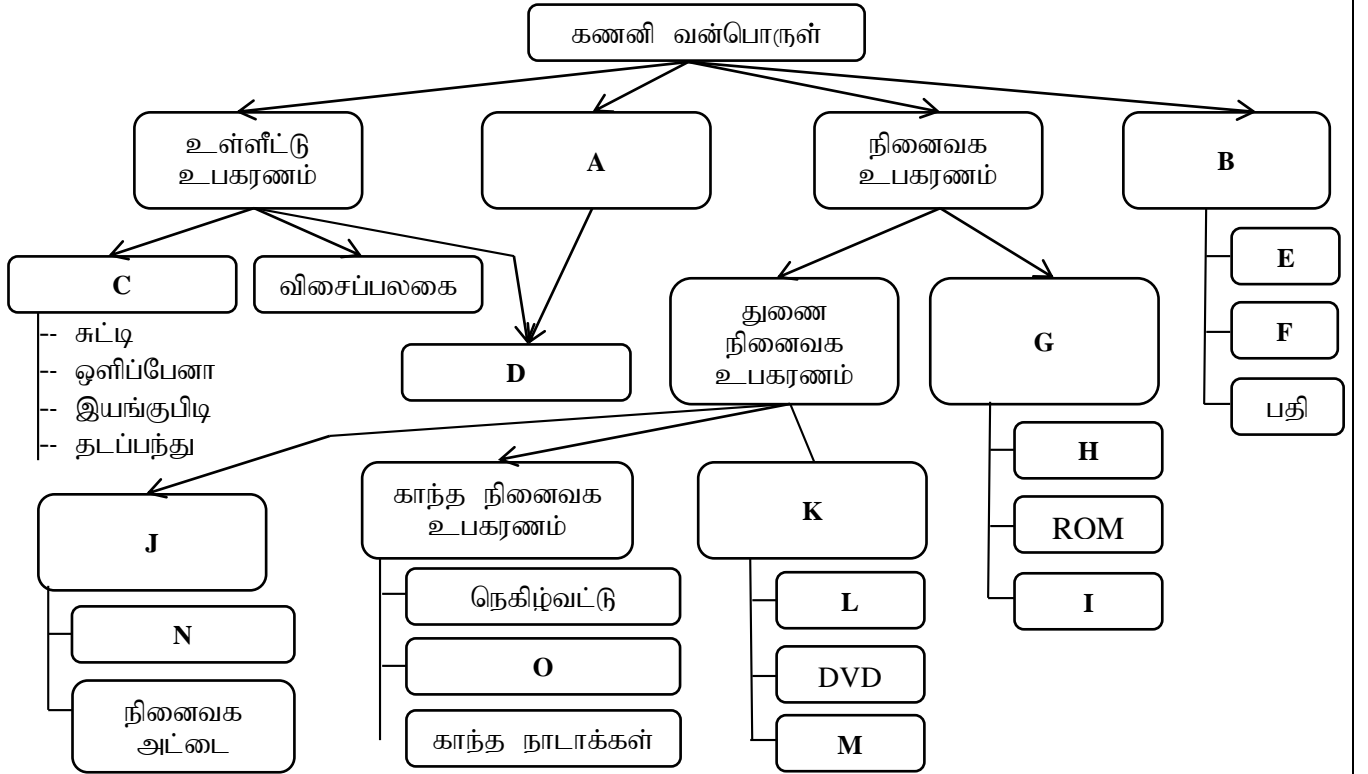 கணனி வன்பொருள்
உள்ளீட்டு
உபகரணம்
A
நினைவக
உபகரணம்
B
C
விசைப்பலகை
D
-- சுட்டி
-- ஒளிப்பேனா
-- இயங்குபிடி
-- தடப்பந்து
துணை
நினைவக
உபகரணம்
G
E
F
பதி
H
ROM
I
J
காந்த நினைவக
உபகரணம்
K
N
நினைவக
அட்டை
நெகிழ்வட்டு
O
காந்த நாடாக்கள்
L
DVD
M